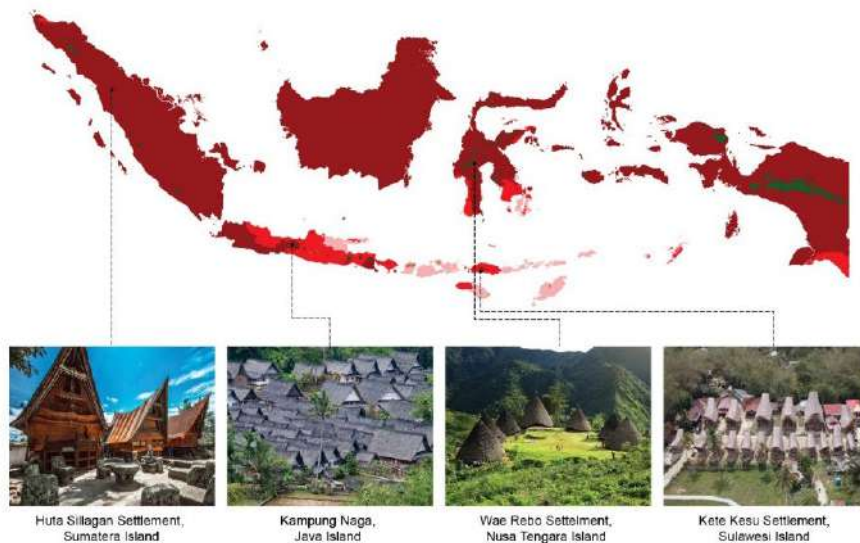 Huta Sillagan Settlement,
Sumatera Island
Kampung Naga,
Java Island
Wae Rebo Settelment,
Nusa Tengara Island
Kete Kesu Settlement,
Sulawesi Island